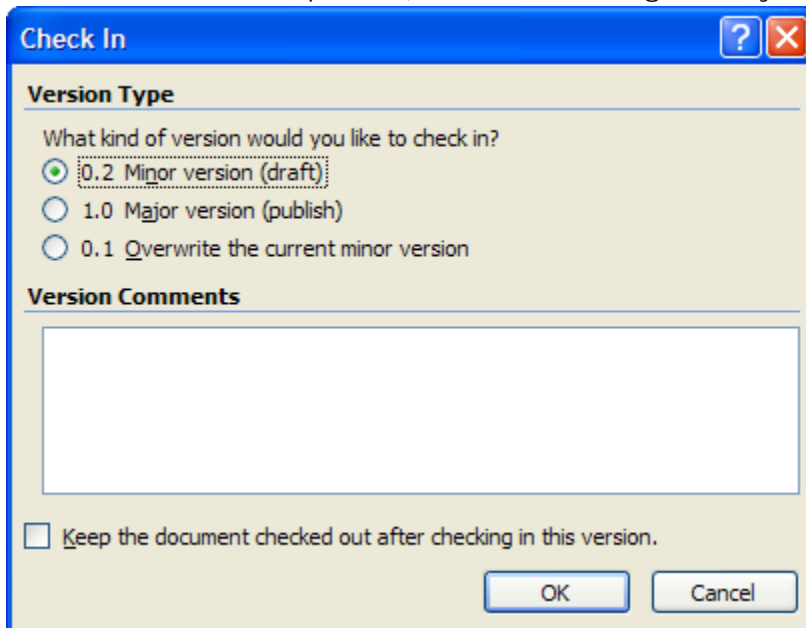 Check In
Version Type
What kind of version would you like to check in?
0.2 Minor version (draft)
1.0 Major version (publish)
0.1 Overwrite the current minor version
Version Comments
Keep the document checked out after checking in this version.
OK Cancel